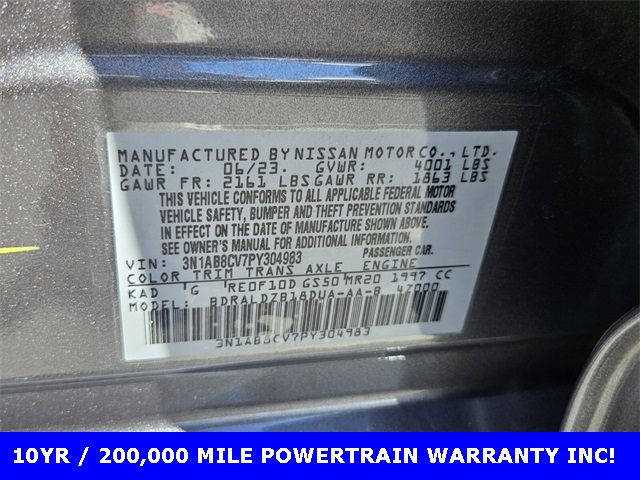 MANUFACTURED BY NISSAN MOTOR CO., LTD.
DATE: 06/23. GVWR: 4001 LBS
GAWR FR: 2161 LBS GAWR RR: 1863 LBS
THIS VEHICLE CONFORMS TO ALL APPLICABLE FEDERAL MOTOR
VEHICLE SAFETY, BUMPER AND THEFT PREVENTION STANDARDS
IN EFFECT ON THE DATE OF MANUFACTURE SHOWN ABOVE.
SEE OWNER'S MANUAL FOR ADDITIONAL INFORMATION.
VIN: 3N1AB8CV7PY304983 PASSENGER CAR.
COLOR TRIM TRANS AXLE ENGINE
KAD G RE0F10D GS50 MR20 1997 CC
MODEL: BDRALDZB18DUA-AA-B 47000
3N1AB8CV7PY304983
10YR / 200,000 MILE POWERTRAIN WARRANTY INC!